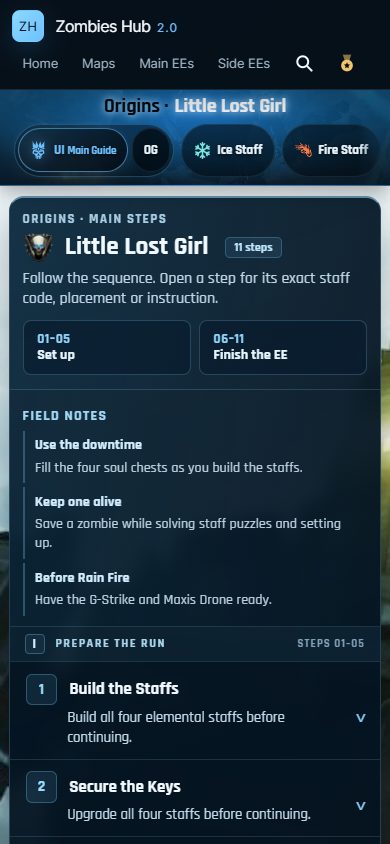 ZH Zombies Hub 2.0
Home Maps Main EEs Side EEs
Origins · Little Lost Girl
UI Main Guide OG Ice Staff Fire Staff
ORIGINS · MAIN STEPS
Little Lost Girl 11 steps
Follow the sequence. Open a step for its exact staff
code, placement or instruction.
01-05 06-11
Set up Finish the EE
FIELD NOTES
Use the downtime
Fill the four soul chests as you build the staffs.
Keep one alive
Save a zombie while solving staff puzzles and setting
up.
Before Rain Fire
Have the G-Strike and Maxis Drone ready.
I PREPARE THE RUN STEPS 01-05
1 Build the Staffs
Build all four elemental staffs before
continuing.
2 Secure the Keys
Upgrade all four staffs before continuing.